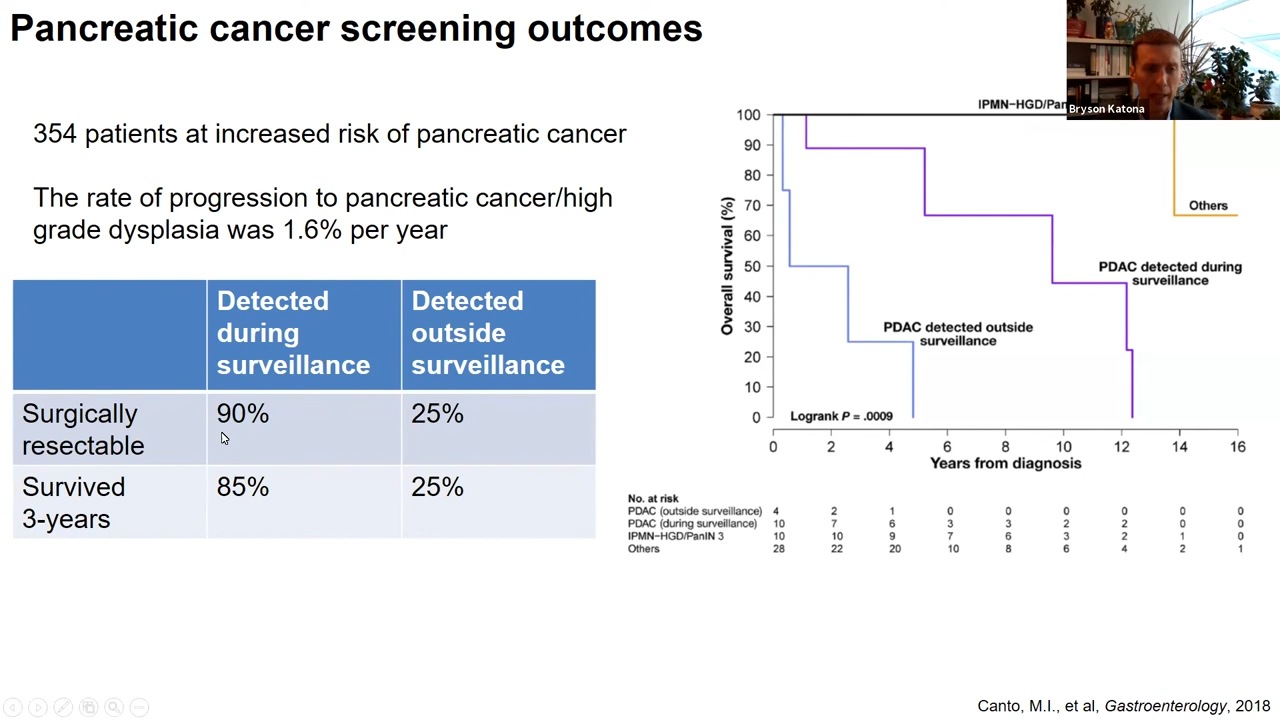 Pancreatic cancer screening outcomes
Bryson Katona
354 patients at increased risk of pancreatic cancer
The rate of progression to pancreatic cancer/high
grade dysplasia was 1.6% per year
Detected during surveillance
Detected outside surveillance
Surgically resectable 90% 25%
Survived 3-years 85% 25%
IPMN−HGD/Pan
Overall survival (%)
100
90
80
70
60
50
40
30
20
10
0
Others
PDAC detected during
surveillance
PDAC detected outside
surveillance
Logrank P = .0009
0 2 4 6 8 10 12 14 16
Years from diagnosis
No. at risk
PDAC (outside surveillance) 4 2 1 0 0 0 0 0 0
PDAC (during surveillance) 10 7 6 3 3 2 2 0 0
IPMN−HGD/PanIN 3 10 10 9 7 6 3 2 1 0
Others 28 22 20 10 8 6 4 2 1
Canto, M.I., et al, Gastroenterology, 2018